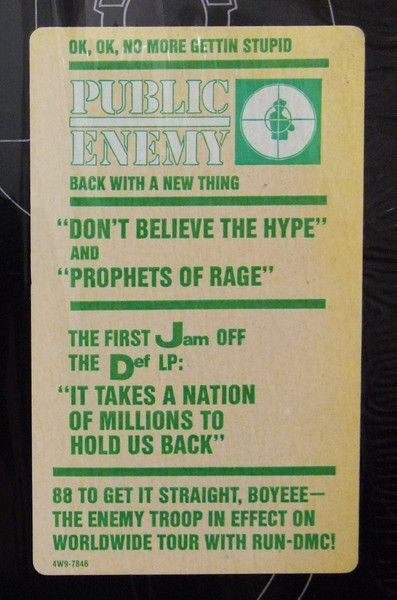 OK, OK, NO MORE GETTIN STUPID
PUBLIC
ENEMY
BACK WITH A NEW THING
"DON'T BELIEVE THE HYPE"
AND
"PROPHETS OF RAGE"
THE FIRST Jam OFF
THE Def LP:
"IT TAKES A NATION
OF MILLIONS TO
HOLD US BACK"
88 TO GET IT STRAIGHT, BOYEEE—
THE ENEMY TROOP IN EFFECT ON
WORLDWIDE TOUR WITH RUN-DMC!
4W9-7846